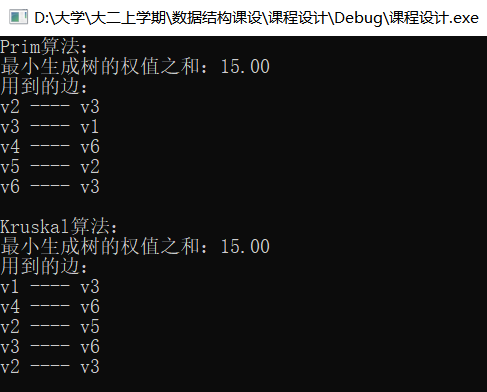 D:\大学\大二上学期\数据结构课设\课程设计\Debug\课程设计.exe
Prim算法：
最小生成树的权值之和：15.00
用到的边：
v2 ---- v3
v3 ---- v1
v4 ---- v6
v5 ---- v2
v6 ---- v3
Kruskal算法：
最小生成树的权值之和：15.00
用到的边：
v1 ---- v3
v4 ---- v6
v2 ---- v5
v3 ---- v6
v2 ---- v3